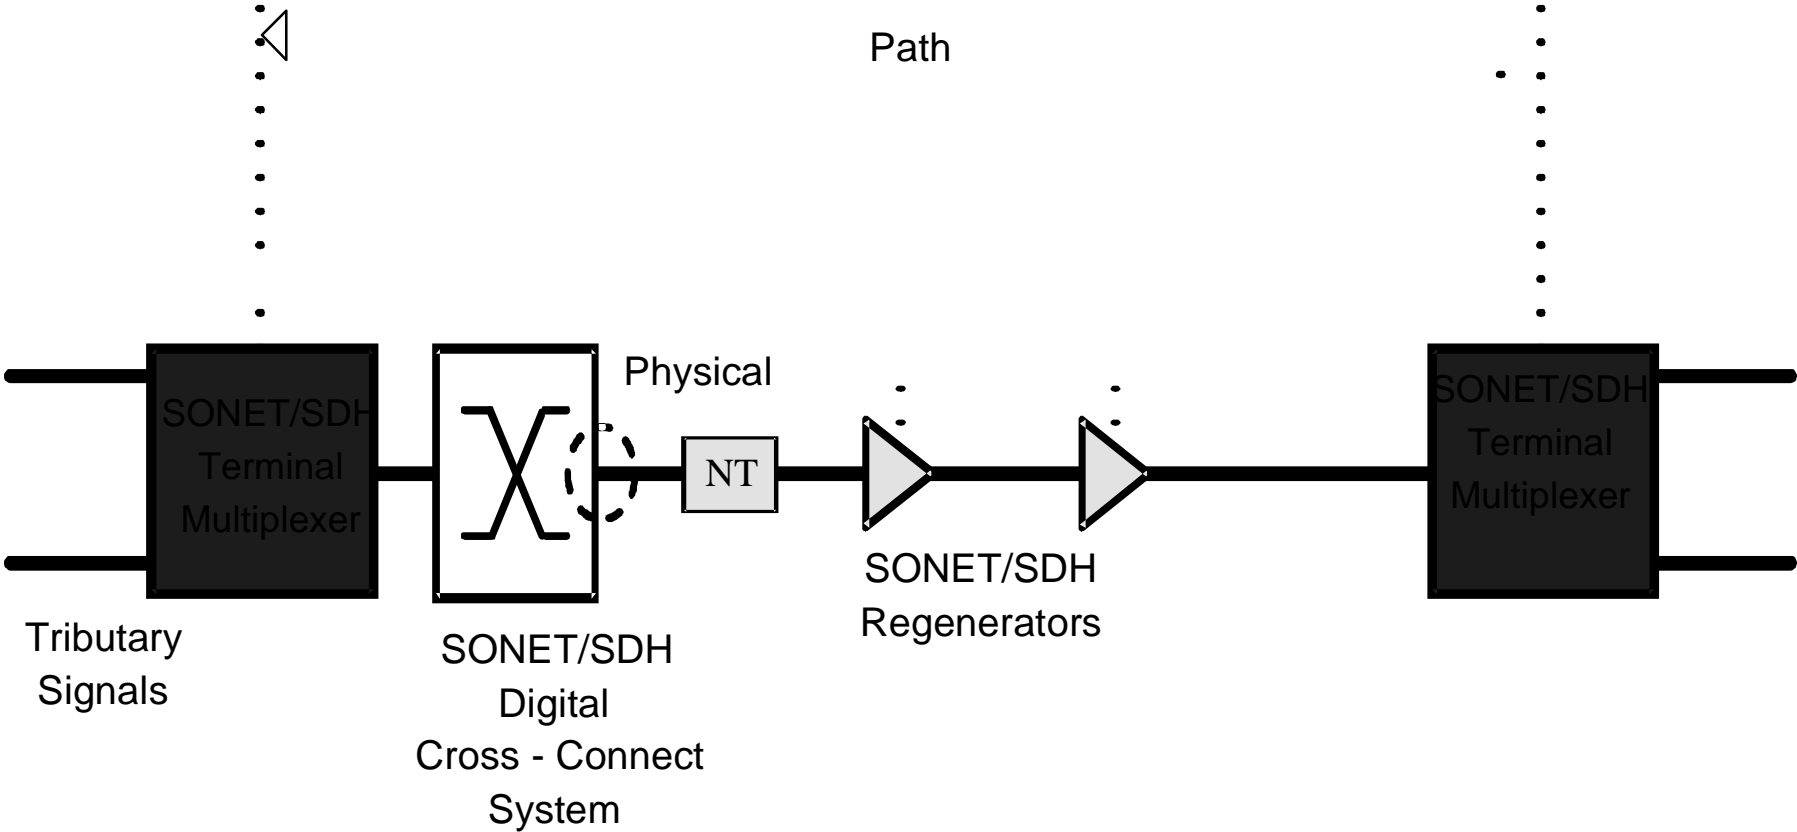 Path
Physical
SONET/SDH
Terminal
Multiplexer
NT
SONET/SDH
Terminal
Multiplexer
SONET/SDH
Regenerators
Tributary
Signals
SONET/SDH
Digital
Cross - Connect
System